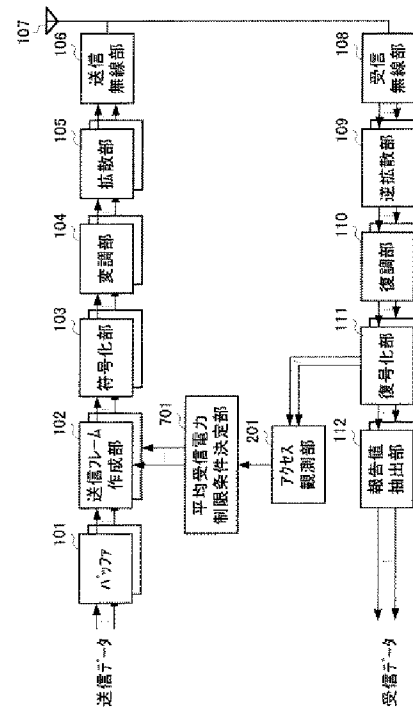 送信データ
101
バッファ
102
送信フレーム
作成部
103
符号化部
104
変調部
105
拡散部
106
送信
無線部
107
701
平均受信電力
制限条件決定部
201
アクセス
観測部
108
受信
無線部
109
逆拡散部
110
復調部
111
復号化部
112
報告値
抽出部
受信データ